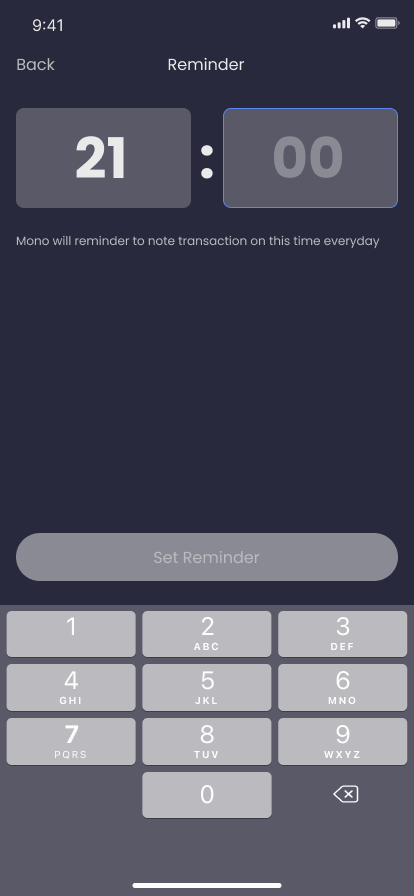 9:41
Back Reminder
21 : 00
Mono will reminder to note transaction on this time everyday
Set Reminder
1 2 3
ABC DEF
4 5 6
GHI JKL MNO
7 8 9
PQRS TUV WXYZ
0